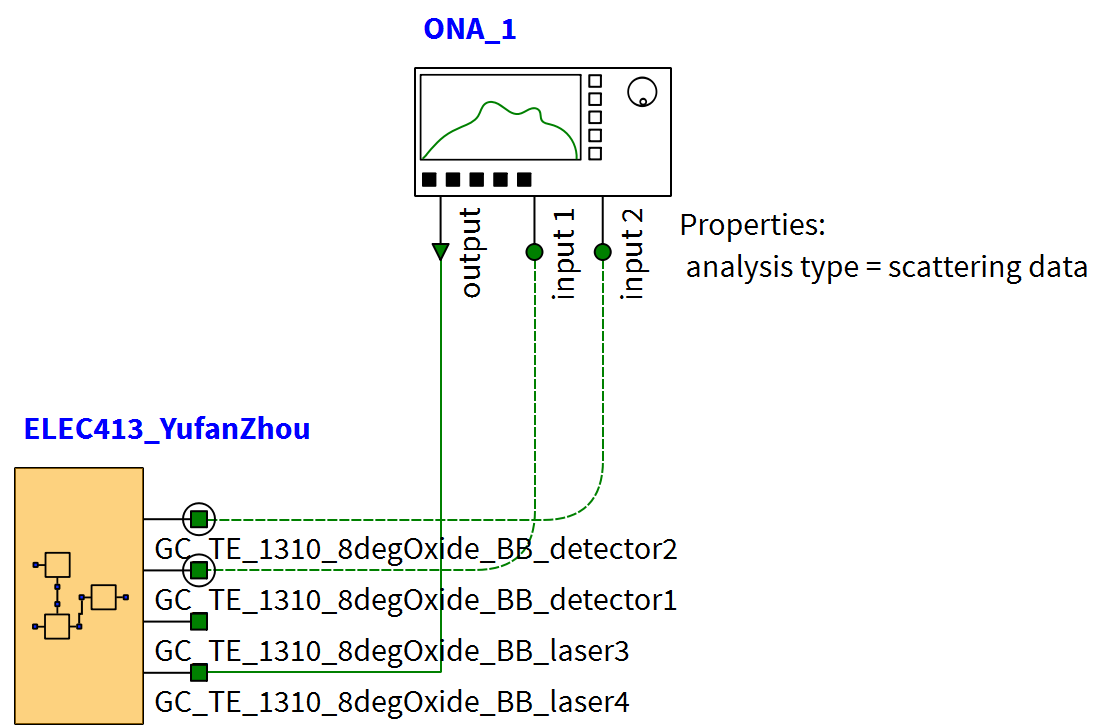 ONA_1
output
input 1
input 2
Properties:
analysis type = scattering data
ELEC413_YufanZhou
GC_TE_1310_8degOxide_BB_detector2
GC_TE_1310_8degOxide_BB_detector1
GC_TE_1310_8degOxide_BB_laser3
GC_TE_1310_8degOxide_BB_laser4